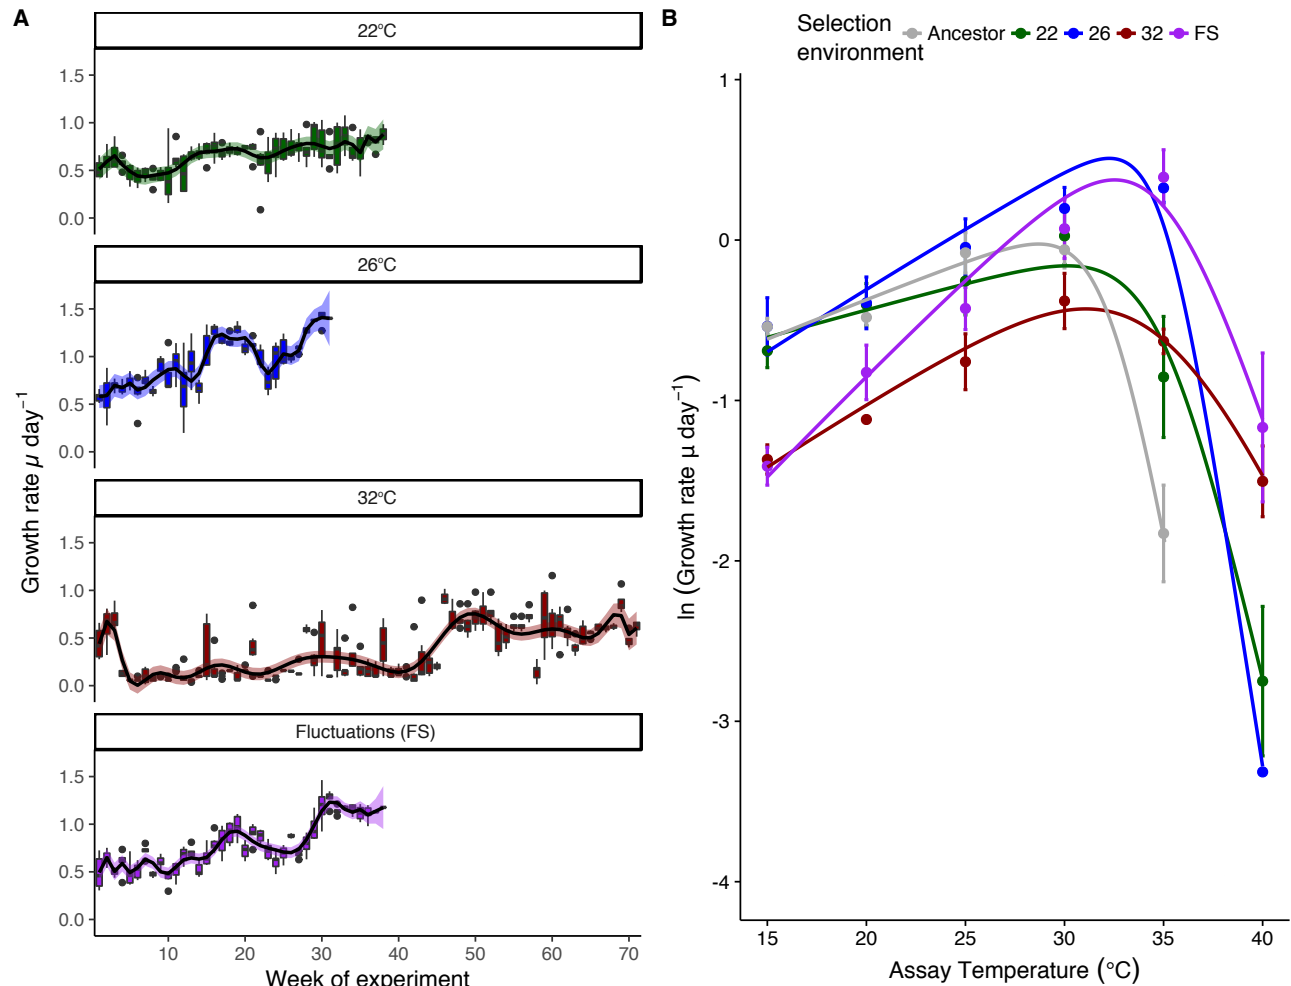 A
22°C
1.5
1.0
0.5
0.0
26°C
1.5
1.0
0.5
0.0
32°C
1.5
1.0
0.5
0.0
Fluctuations (FS)
1.5
1.0
0.5
0.0
10 20 30 40 50 60 70
Week of experiment
Growth rate μ day⁻¹
B
Selection
environment
Ancestor 22 26 32 FS
1
0
-1
-2
-3
-4
15 20 25 30 35 40
Assay Temperature (°C)
ln (Growth rate μ day⁻¹)